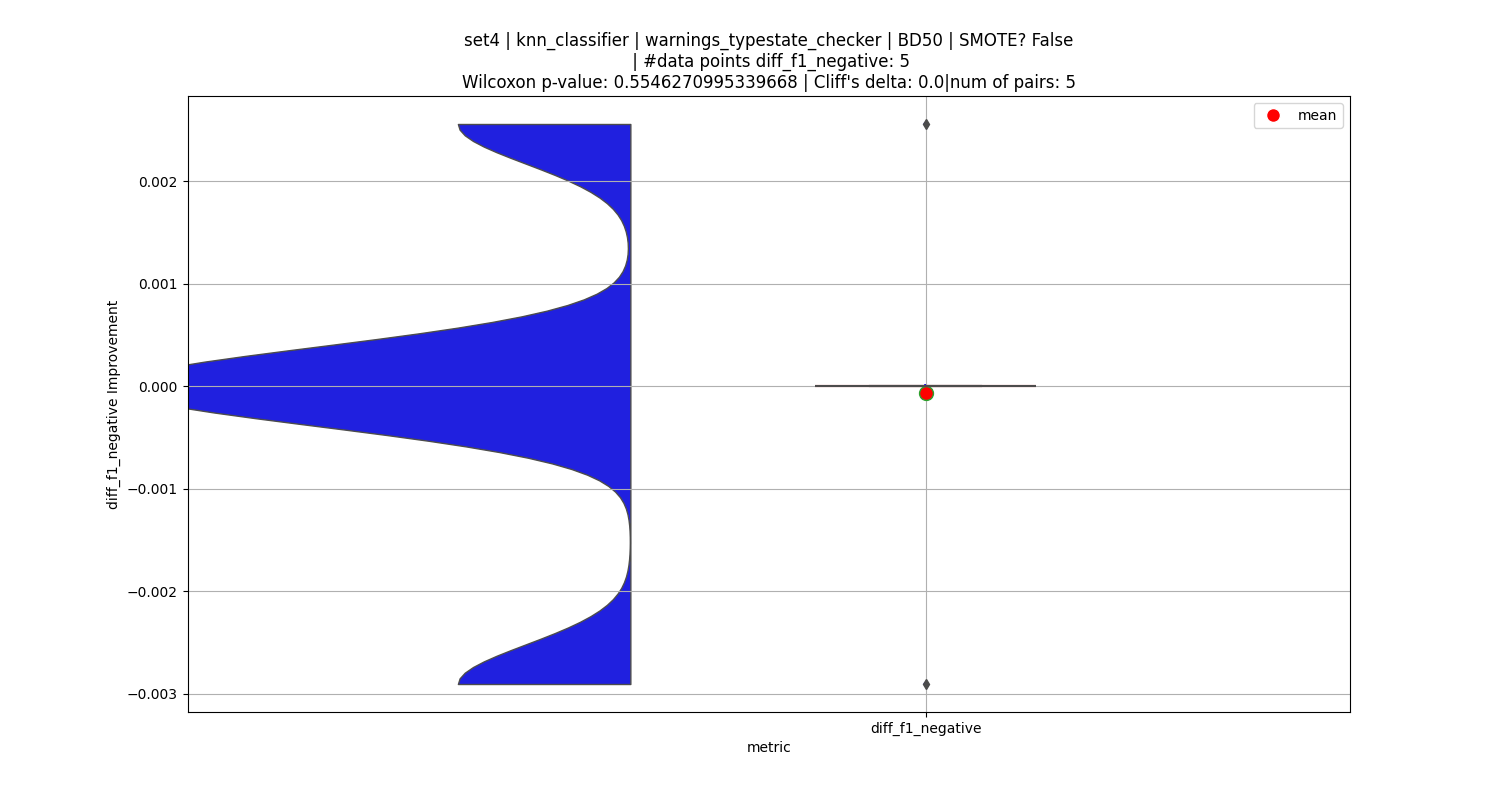 set4 | knn_classifier | warnings_typestate_checker | BD50 | SMOTE? False
| #data points diff_f1_negative: 5
Wilcoxon p-value: 0.5546270995339668 | Cliff's delta: 0.0|num of pairs: 5
mean
0.002
0.001
0.000
−0.001
−0.002
−0.003
diff_f1_negative Improvement
diff_f1_negative
metric